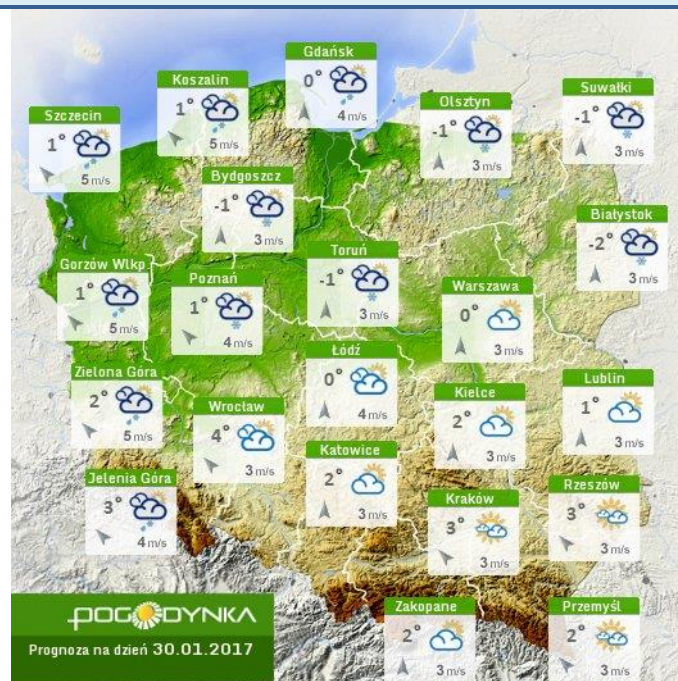 Gdańsk
0°
4 m/s
Koszalin
1°
5 m/s
Suwałki
-1°
3 m/s
Olsztyn
-1°
3 m/s
Szczecin
1°
5 m/s
Bydgoszcz
-1°
3 m/s
Białystok
-2°
3 m/s
Toruń
-1°
3 m/s
Gorzów Wlkp
1°
5 m/s
Poznań
1°
4 m/s
Warszawa
0°
3 m/s
Łódź
0°
4 m/s
Zielona Góra
2°
5 m/s
Lublin
1°
3 m/s
Kielce
2°
3 m/s
Wrocław
4°
3 m/s
Katowice
2°
3 m/s
Jelenia Góra
3°
4 m/s
Rzeszów
3°
3 m/s
Kraków
3°
3 m/s
Zakopane
2°
3 m/s
Przemyśl
2°
3 m/s
POGODYNKA
Prognoza na dzień 30.01.2017